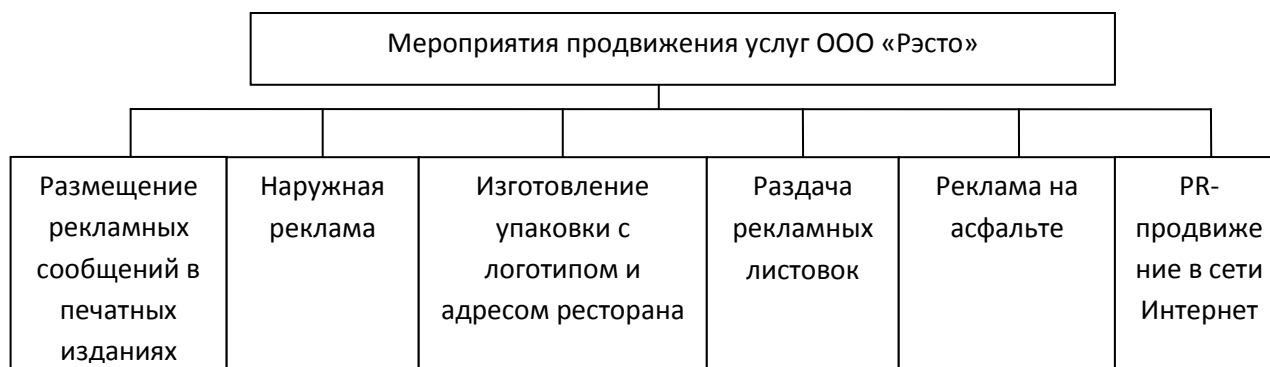 Мероприятия продвижения услуг ООО «Рэсто»
Размещение
рекламных
сообщений в
печатных
изданиях
Наружная
реклама
Изготовление
упаковки с
логотипом и
адресом ресторана
Раздача
рекламных
листовок
Реклама на
асфальте
PR-
продвиже
ние в сети
Интернет